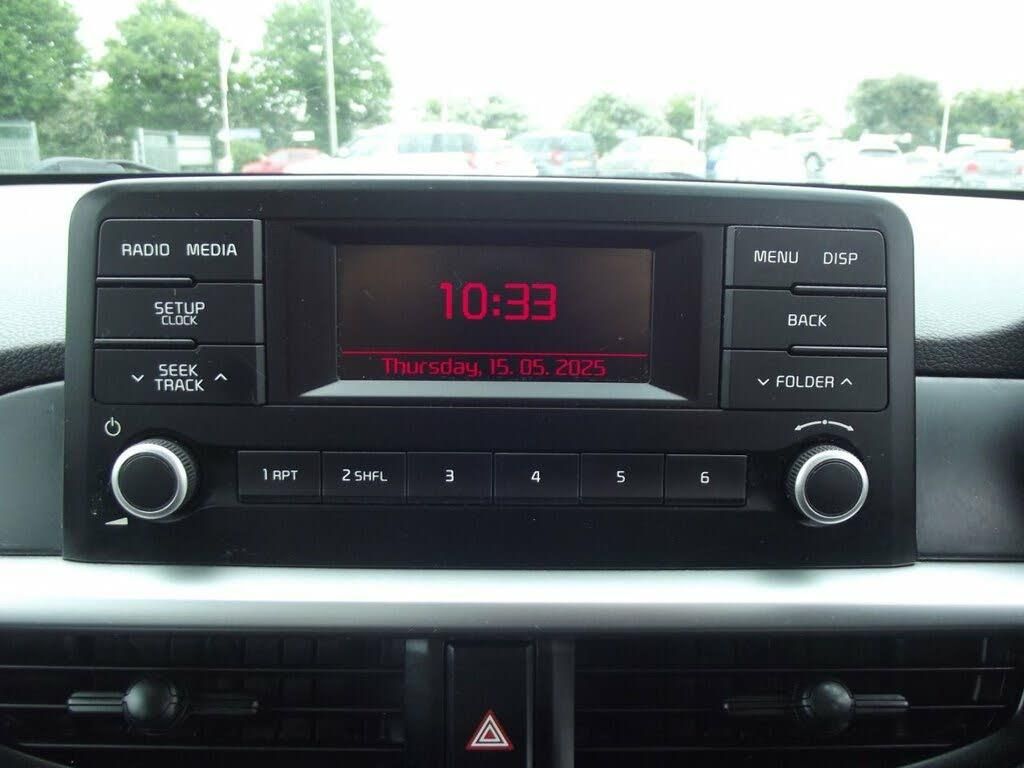 RADIO MEDIA
SETUP
CLOCK
SEEK
TRACK
10:33
Thursday, 15. 05. 2025
MENU DISP
BACK
FOLDER
1 RPT 2 SHFL 3 4 5 6